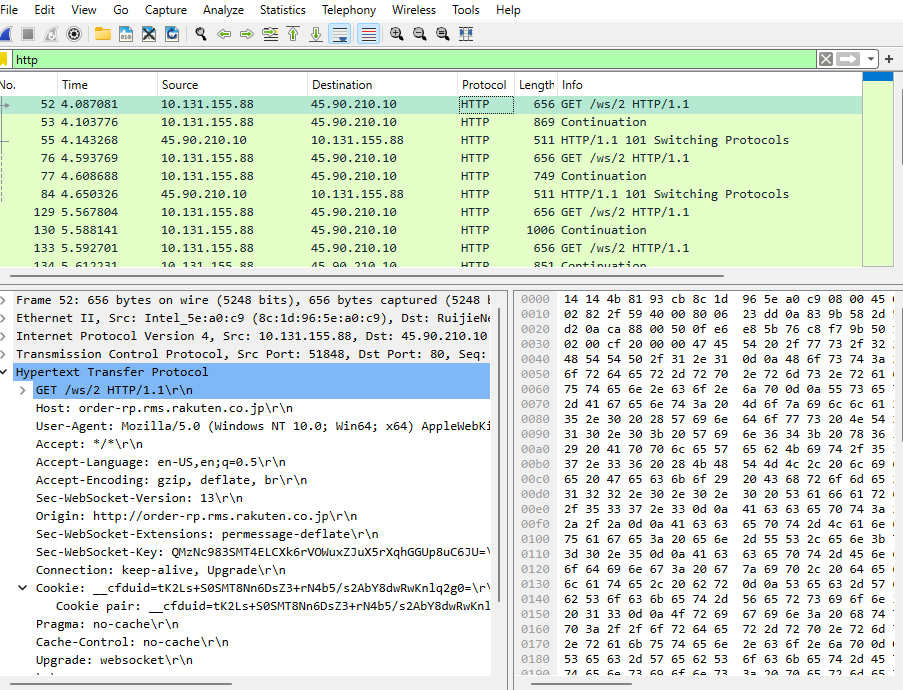 File Edit View Go Capture Analyze Statistics Telephony Wireless Tools Help
http
No. Time Source Destination Protocol Length Info
52 4.087081 10.131.155.88 45.90.210.10 HTTP 656 GET /ws/2 HTTP/1.1
53 4.103776 10.131.155.88 45.90.210.10 HTTP 869 Continuation
55 4.143268 45.90.210.10 10.131.155.88 HTTP 511 HTTP/1.1 101 Switching Protocols
76 4.593769 10.131.155.88 45.90.210.10 HTTP 656 GET /ws/2 HTTP/1.1
77 4.608688 10.131.155.88 45.90.210.10 HTTP 749 Continuation
84 4.650326 45.90.210.10 10.131.155.88 HTTP 511 HTTP/1.1 101 Switching Protocols
129 5.567804 10.131.155.88 45.90.210.10 HTTP 656 GET /ws/2 HTTP/1.1
130 5.588141 10.131.155.88 45.90.210.10 HTTP 1006 Continuation
133 5.592701 10.131.155.88 45.90.210.10 HTTP 656 GET /ws/2 HTTP/1.1
134 5.612231 10.131.155.88 45.90.210.10 HTTP 851 Continuation
Frame 52: 656 bytes on wire (5248 bits), 656 bytes captured (5248 b
Ethernet II, Src: Intel_5e:a0:c9 (8c:1d:96:5e:a0:c9), Dst: RuijieNe
Internet Protocol Version 4, Src: 10.131.155.88, Dst: 45.90.210.10
Transmission Control Protocol, Src Port: 51848, Dst Port: 80, Seq:
Hypertext Transfer Protocol
GET /ws/2 HTTP/1.1\r\n
Host: order-rp.rms.rakuten.co.jp\r\n
User-Agent: Mozilla/5.0 (Windows NT 10.0; Win64; x64) AppleWebKi
Accept: */*\r\n
Accept-Language: en-US,en;q=0.5\r\n
Accept-Encoding: gzip, deflate, br\r\n
Sec-WebSocket-Version: 13\r\n
Origin: http://order-rp.rms.rakuten.co.jp\r\n
Sec-WebSocket-Extensions: permessage-deflate\r\n
Sec-WebSocket-Key: QMzNc983SMT4ELCXk6rVOWuxZJuX5rXqhGGUp8uC6JU=\
Connection: keep-alive, Upgrade\r\n
Cookie: __cfduid=tK2Ls+S0SMT8Nn6DsZ3+rN4b5/s2AbY8dwRwKnlq2g0=\r\
Cookie pair: __cfduid=tK2Ls+S0SMT8Nn6DsZ3+rN4b5/s2AbY8dwRwKnl
Pragma: no-cache\r\n
Cache-Control: no-cache\r\n
Upgrade: websocket\r\n
0000 14 14 4b 81 93 cb 8c 1d 96 5e a0 c9 08 00 45
0010 02 82 2f 59 40 00 80 06 23 dd 0a 83 9b 58 2d
0020 d2 0a ca 88 00 50 0f e6 e8 5b 76 c8 f7 9b 50
0030 02 00 cf 20 00 00 47 45 54 20 2f 77 73 2f 32
0040 48 54 54 50 2f 31 2e 31 0d 0a 48 6f 73 74 3a
0050 6f 72 64 65 72 2d 72 70 2e 72 6d 73 2e 72 61
0060 75 74 65 6e 2e 63 6f 2e 6a 70 0d 0a 55 73 65
0070 2d 41 67 65 6e 74 3a 20 4d 6f 7a 69 6c 6c 61
0080 35 2e 30 20 28 57 69 6e 64 6f 77 73 20 4e 54
0090 31 30 2e 30 3b 20 57 69 6e 36 34 3b 20 78 36
00a0 29 20 41 70 70 6c 65 57 65 62 4b 69 74 2f 35
00b0 37 2e 33 36 20 28 4b 48 54 4d 4c 2c 20 6c 69
00c0 65 20 47 65 63 6b 6f 29 20 43 68 72 6f 6d 65
00d0 31 32 32 2e 30 2e 30 2e 30 20 53 61 66 61 72
00e0 2f 35 33 37 2e 33 0d 0a 41 63 63 65 70 74 3a
00f0 2a 2f 2a 0d 0a 41 63 63 65 70 74 2d 4c 61 6e
0100 75 61 67 65 3a 20 65 6e 2d 55 53 2c 65 6e 3b
0110 3d 30 2e 35 0d 0a 41 63 63 65 70 74 2d 45 6e
0120 6f 64 69 6e 67 3a 20 67 7a 69 70 2c 20 64 65
0130 6c 61 74 65 2c 20 62 72 0d 0a 53 65 63 2d 57
0140 62 53 6f 63 6b 65 74 2d 56 65 72 73 69 6f 6e
0150 20 31 33 0d 0a 4f 72 69 67 69 6e 3a 20 68 74
0160 70 3a 2f 2f 6f 72 64 65 72 2d 72 70 2e 72 6d
0170 2e 72 61 6b 75 74 65 6e 2e 63 6f 2e 6a 70 0d
0180 53 65 63 2d 57 65 62 53 6f 63 6b 65 74 2d 45
0190 74 65 6e 73 69 6f 6e 73 3a 20 70 65 72 6d 65